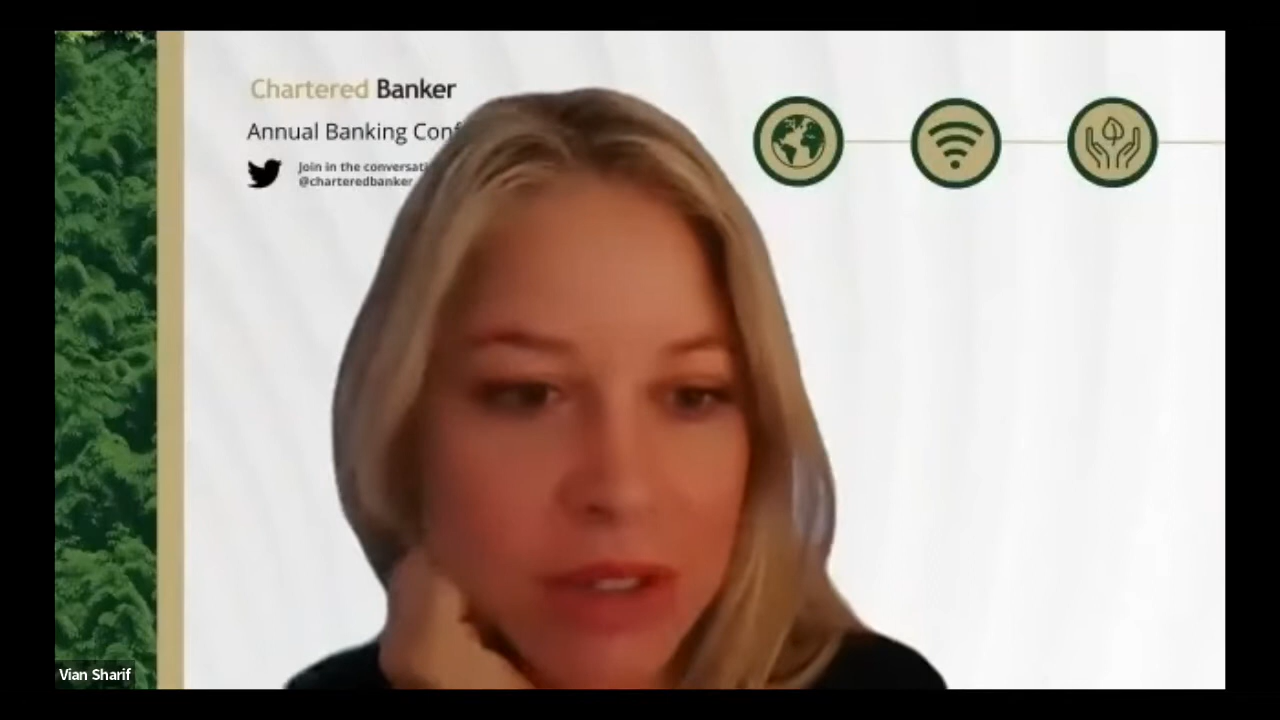 Chartered Banker
Annual Banking Conf
Join in the conversati
@charteredbanker
Vian Sharif